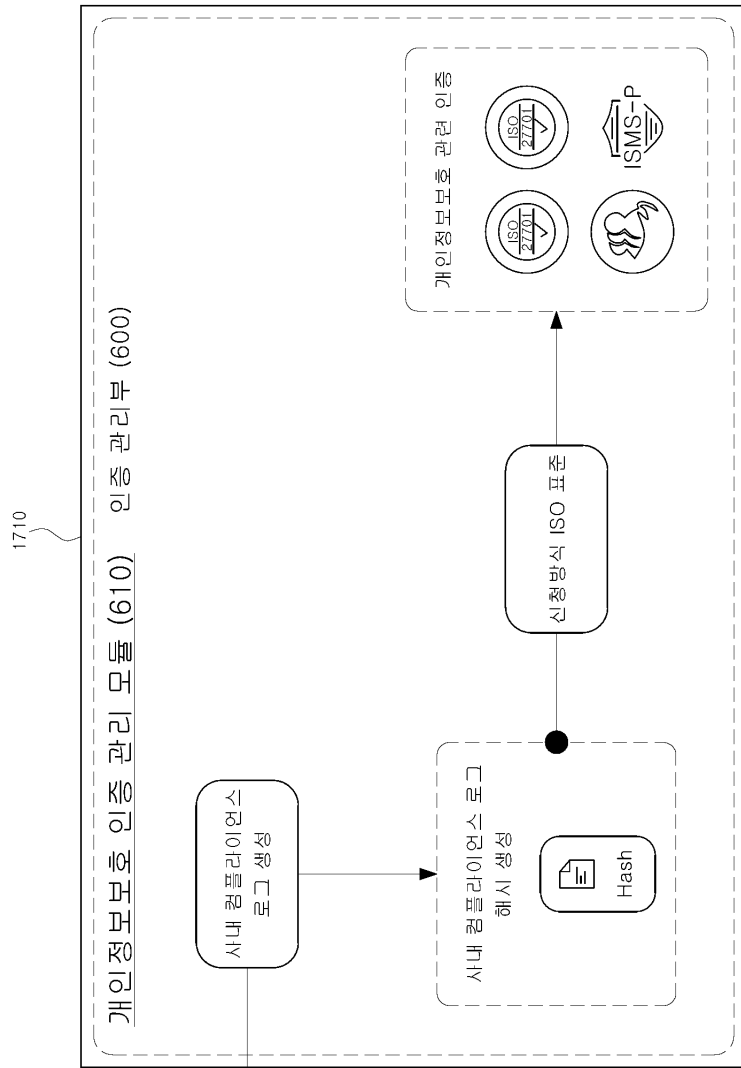 1710
개인정보보호 인증 관리 모듈 (610)
인증 관리부 (600)
사내 컴플라이언스
로그 생성
사내 컴플라이언스 로그
해시 생성
Hash
신청방식 ISO 표준
개인정보보호 관련 인증
ISO
27701
ISO
27701
ISMS-P